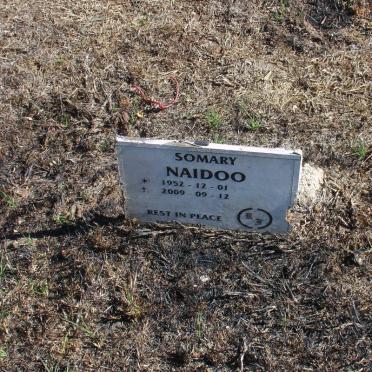 SOMARY
NAIDOO
* 1952 - 12 - 01
† 2009 - 09 - 12
REST IN PEACE